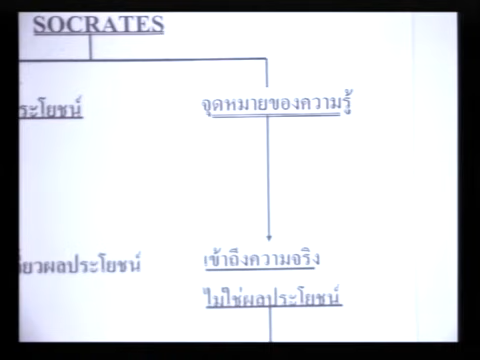 SOCRATES
ระโยชน์
จุดหมายของความรู้
ผลประโยชน์
เข้าถึงความจริง
ไม่ใช่ผลประโยชน์